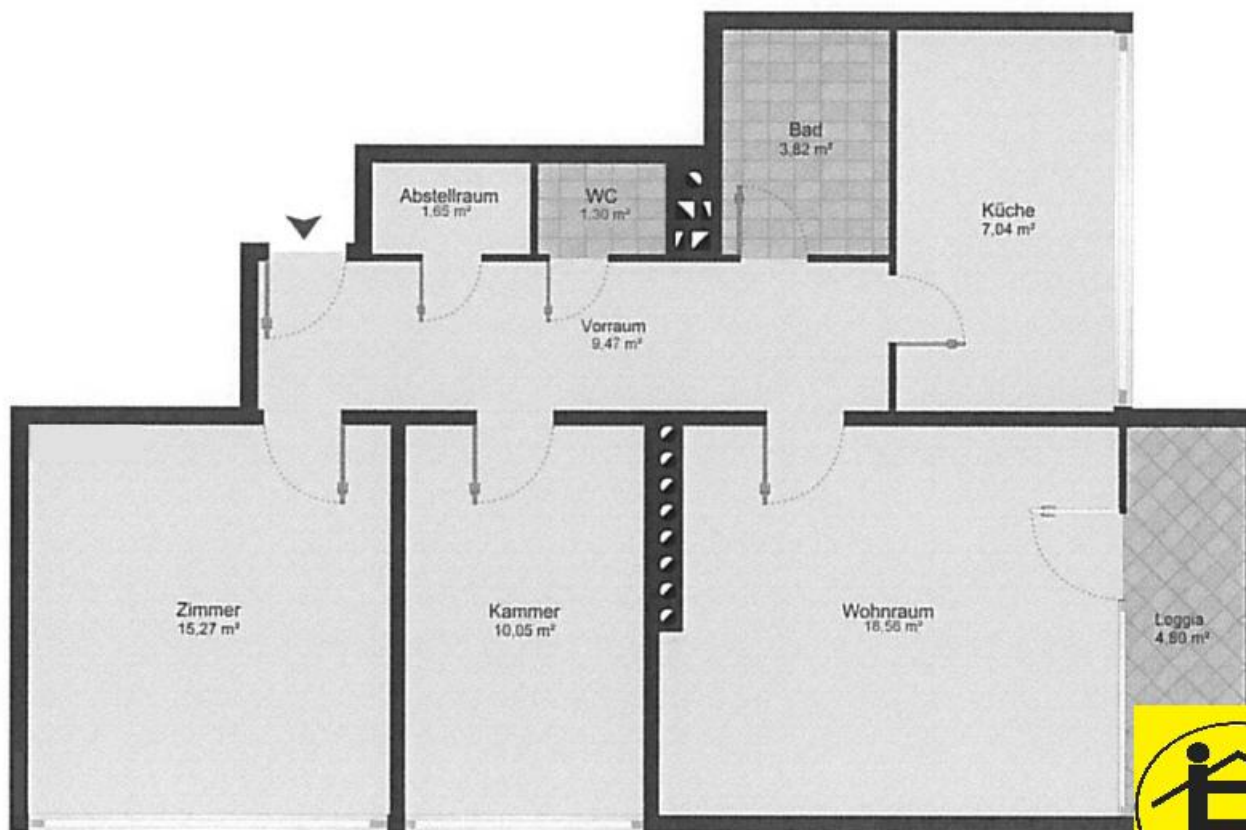 Bad
3,82 m²
Abstellraum
1,65 m²
WC
1,30 m²
Küche
7,04 m²
Vorraum
9,47 m²
Zimmer
15,27 m²
Kammer
10,05 m²
Wohnraum
18,56 m²
Loggia
4,80 m²